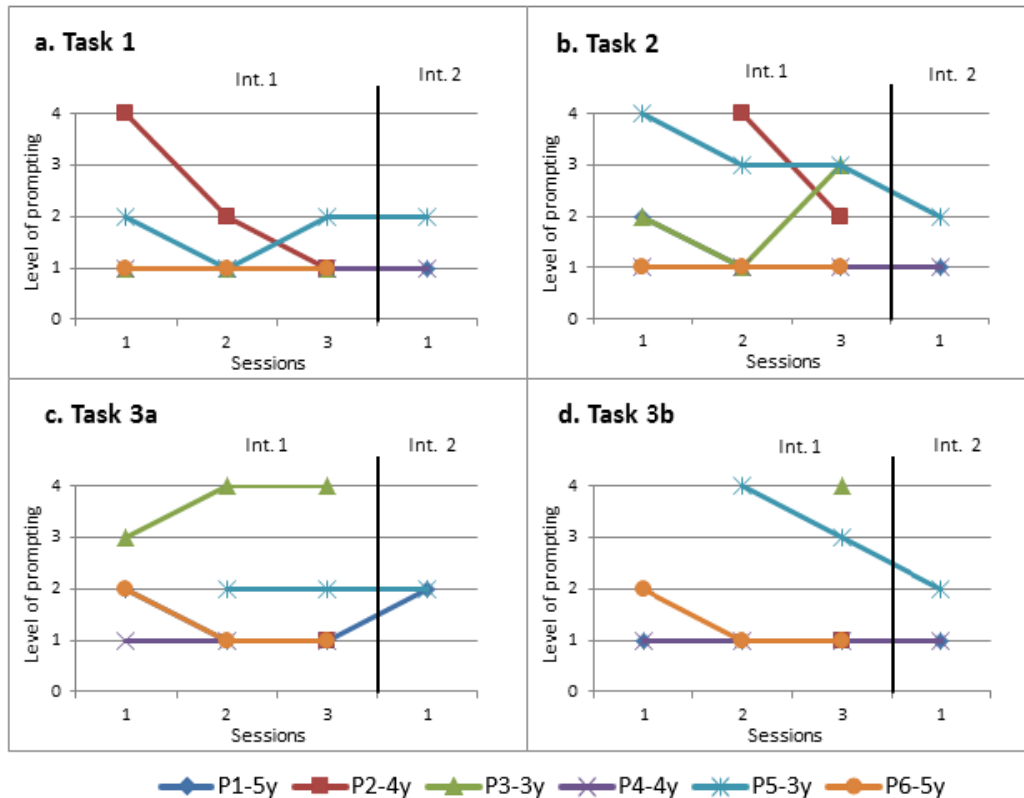 a. Task 1
Int. 1
Int. 2
Level of prompting
4
3
2
1
0
1 2 3 1
Sessions
b. Task 2
Int. 1
Int. 2
Level of prompting
4
3
2
1
0
1 2 3 1
Sessions
c. Task 3a
Int. 1
Int. 2
Level of prompting
4
3
2
1
0
1 2 3 1
Sessions
d. Task 3b
Int. 1
Int. 2
Level of prompting
4
3
2
1
0
1 2 3 1
Sessions
P1-5y P2-4y P3-3y P4-4y P5-3y P6-5y